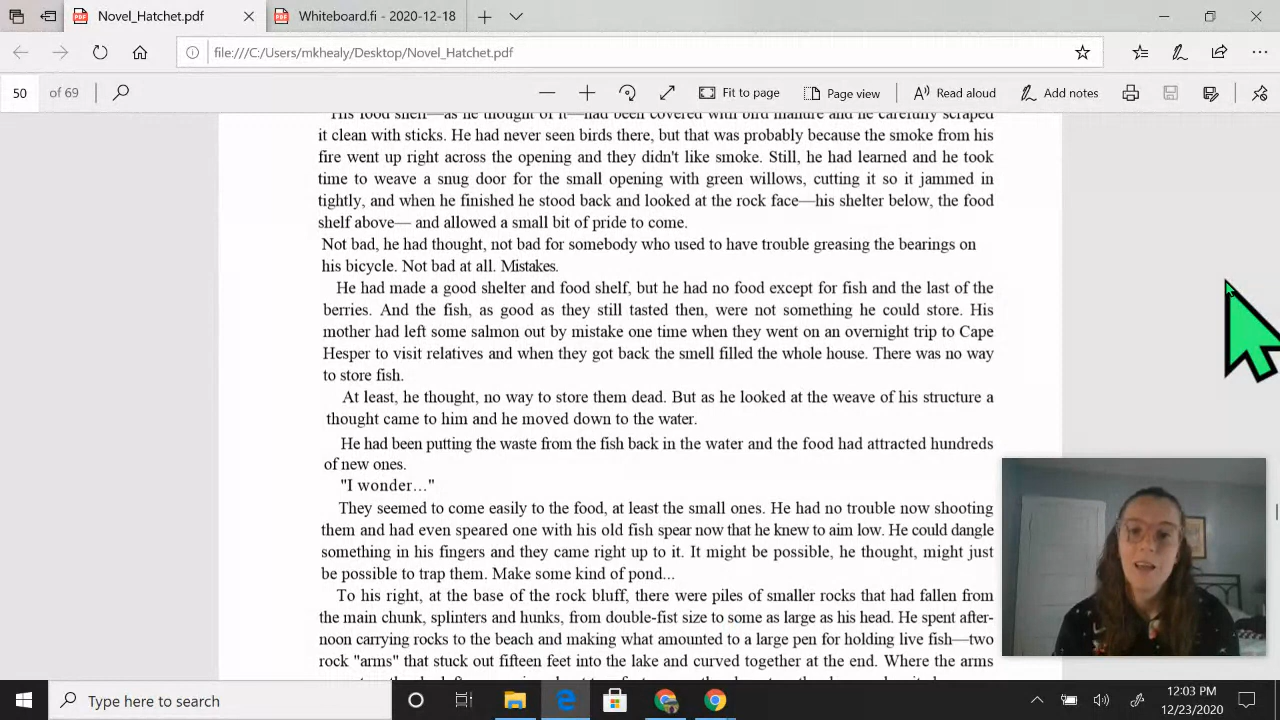 Novel_Hatchet.pdf
Whiteboard.fi - 2020-12-18
file:///C:/Users/mkhealy/Desktop/Novel_Hatchet.pdf
50 of 69
Fit to page
Page view
Read aloud
Add notes
His food shelf—as he thought of it—had been covered with bird manure and he carefully scraped
it clean with sticks. He had never seen birds there, but that was probably because the smoke from his
fire went up right across the opening and they didn't like smoke. Still, he had learned and he took
time to weave a snug door for the small opening with green willows, cutting it so it jammed in
tightly, and when he finished he stood back and looked at the rock face—his shelter below, the food
shelf above— and allowed a small bit of pride to come.
Not bad, he had thought, not bad for somebody who used to have trouble greasing the bearings on
his bicycle. Not bad at all. Mistakes.
He had made a good shelter and food shelf, but he had no food except for fish and the last of the
berries. And the fish, as good as they still tasted then, were not something he could store. His
mother had left some salmon out by mistake one time when they went on an overnight trip to Cape
Hesper to visit relatives and when they got back the smell filled the whole house. There was no way
to store fish.
At least, he thought, no way to store them dead. But as he looked at the weave of his structure a
thought came to him and he moved down to the water.
He had been putting the waste from the fish back in the water and the food had attracted hundreds
of new ones.
"I wonder..."
They seemed to come easily to the food, at least the small ones. He had no trouble now shooting
them and had even speared one with his old fish spear now that he knew to aim low. He could dangle
something in his fingers and they came right up to it. It might be possible, he thought, might just
be possible to trap them. Make some kind of pond...
To his right, at the base of the rock bluff, there were piles of smaller rocks that had fallen from
the main chunk, splinters and hunks, from double-fist size to some as large as his head. He spent after-
noon carrying rocks to the beach and making what amounted to a large pen for holding live fish—two
rock "arms" that stuck out fifteen feet into the lake and curved together at the end. Where the arms
Type here to search
12:03 PM
12/23/2020